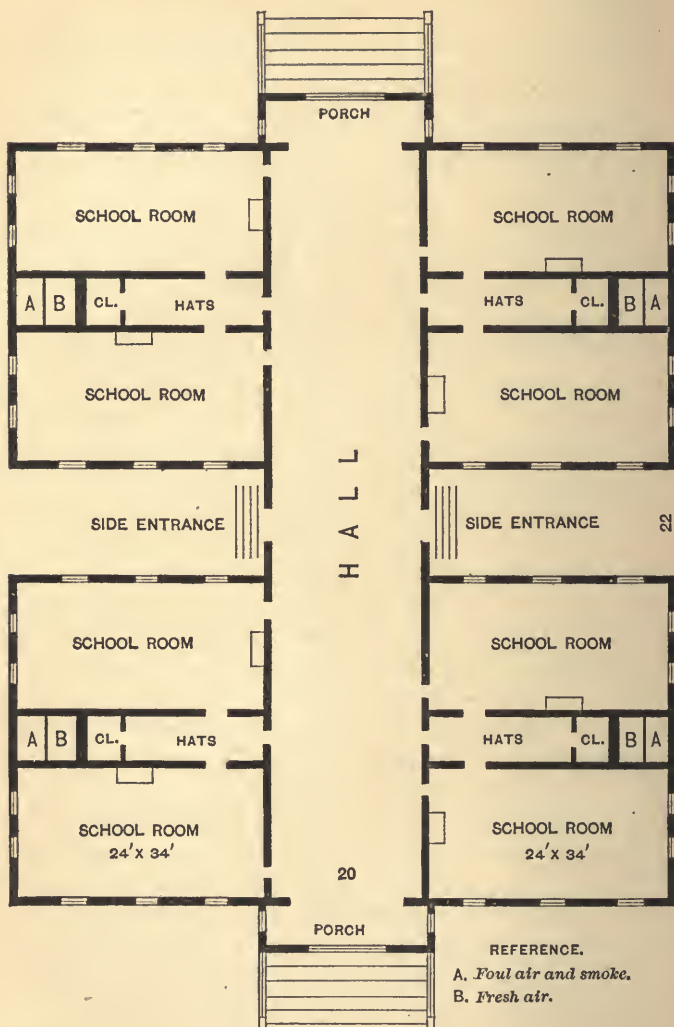 PORCH
SCHOOL ROOM
SCHOOL ROOM
A B CL. HATS
HATS CL. B A
SCHOOL ROOM
SCHOOL ROOM
HALL
SIDE ENTRANCE
SIDE ENTRANCE
22
SCHOOL ROOM
SCHOOL ROOM
A B CL. HATS
HATS CL. B A
SCHOOL ROOM
24' X 34'
SCHOOL ROOM
24' X 34'
20
PORCH
REFERENCE.
A. Foul air and smoke.
B. Fresh air.